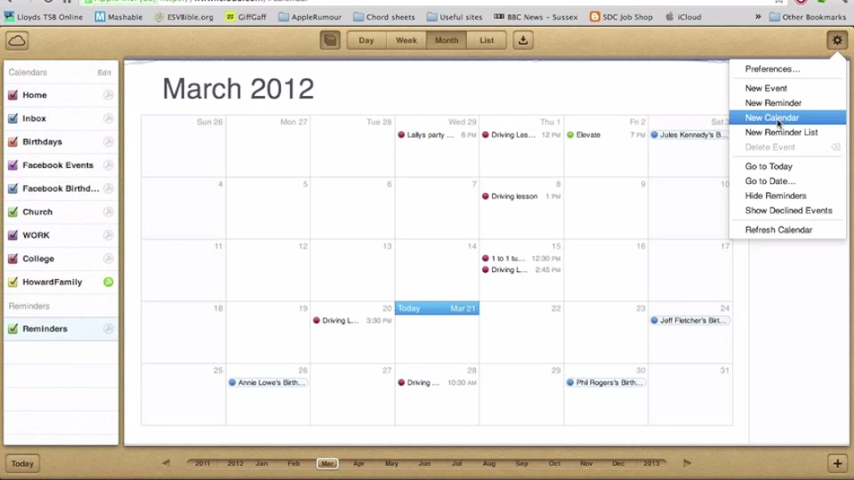 Lloyds TSB Online Mashable ESVBible.org GiffGaff AppleRumour Chord sheets Useful sites BBC News - Sussex SDC Job Shop iCloud » Other Bookmarks
Day Week Month List
Calendars Edit
Home
Inbox
Birthdays
Facebook Events
Facebook Birthd...
Church
WORK
College
HowardFamily
Reminders
Reminders
March 2012
Sun 26 Mon 27 Tue 28 Wed 29 Thu 1 Fri 2 Sat
Lallys party ... 6 PM Driving Les... 12 PM Elevate 7 PM Jules Kennedy's B...
4 5 6 7 8 9 10
Driving lesson 1 PM
11 12 13 14 15 16 17
1 to 1 tu... 12:30 PM
Driving L... 2:45 PM
18 19 20 Today Mar 21 22 23 24
Driving L... 3:30 PM Jeff Fletcher's Birt...
25 26 27 28 29 30 31
Annie Lowe's Birth... Driving ... 10:30 AM Phil Rogers's Birth...
Preferences...
New Event
New Reminder
New Calendar
New Reminder List
Delete Event
Go to Today
Go to Date...
Hide Reminders
Show Declined Events
Refresh Calendar
Today 2011 2012 Jan Feb Mar Apr May Jun Jul Aug Sep Oct Nov Dec 2013 +